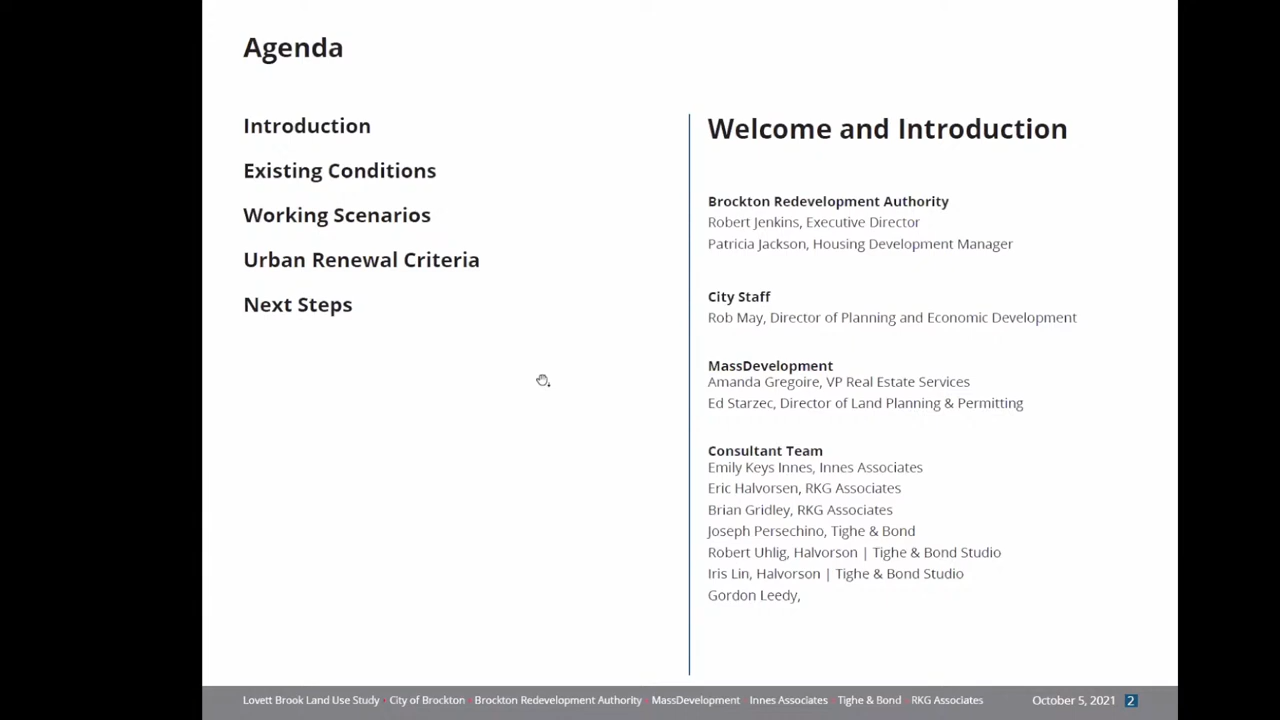 Agenda
Introduction
Existing Conditions
Working Scenarios
Urban Renewal Criteria
Next Steps
Welcome and Introduction
Brockton Redevelopment Authority
Robert Jenkins, Executive Director
Patricia Jackson, Housing Development Manager
City Staff
Rob May, Director of Planning and Economic Development
MassDevelopment
Amanda Gregoire, VP Real Estate Services
Ed Starzec, Director of Land Planning & Permitting
Consultant Team
Emily Keys Innes, Innes Associates
Eric Halvorsen, RKG Associates
Brian Gridley, RKG Associates
Joseph Persechino, Tighe & Bond
Robert Uhlig, Halvorson | Tighe & Bond Studio
Iris Lin, Halvorson | Tighe & Bond Studio
Gordon Leedy,
Lovett Brook Land Use Study City of Brockton Brockton Redevelopment Authority MassDevelopment Innes Associates Tighe & Bond RKG Associates October 5, 2021 2